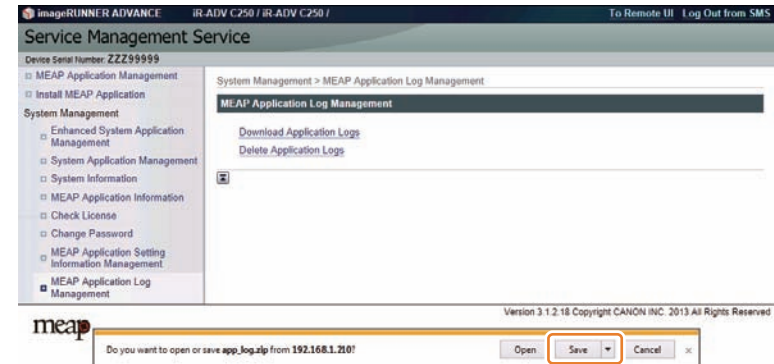 imageRUNNER ADVANCE iR-ADV C250 / iR-ADV C250 / To Remote UI Log Out from SMS
Service Management Service
Device Serial Number: ZZZ99999
MEAP Application Management
Install MEAP Application
System Management
Enhanced System Application
Management
System Application Management
System Information
MEAP Application Information
Check License
Change Password
MEAP Application Setting
Information Management
MEAP Application Log
Management
System Management > MEAP Application Log Management
MEAP Application Log Management
Download Application Logs
Delete Application Logs
Version 3.1.2.18 Copyright CANON INC. 2013 All Rights Reserved
meap
Do you want to open or save app_log.zip from 192.168.1.210? Open Save Cancel ×